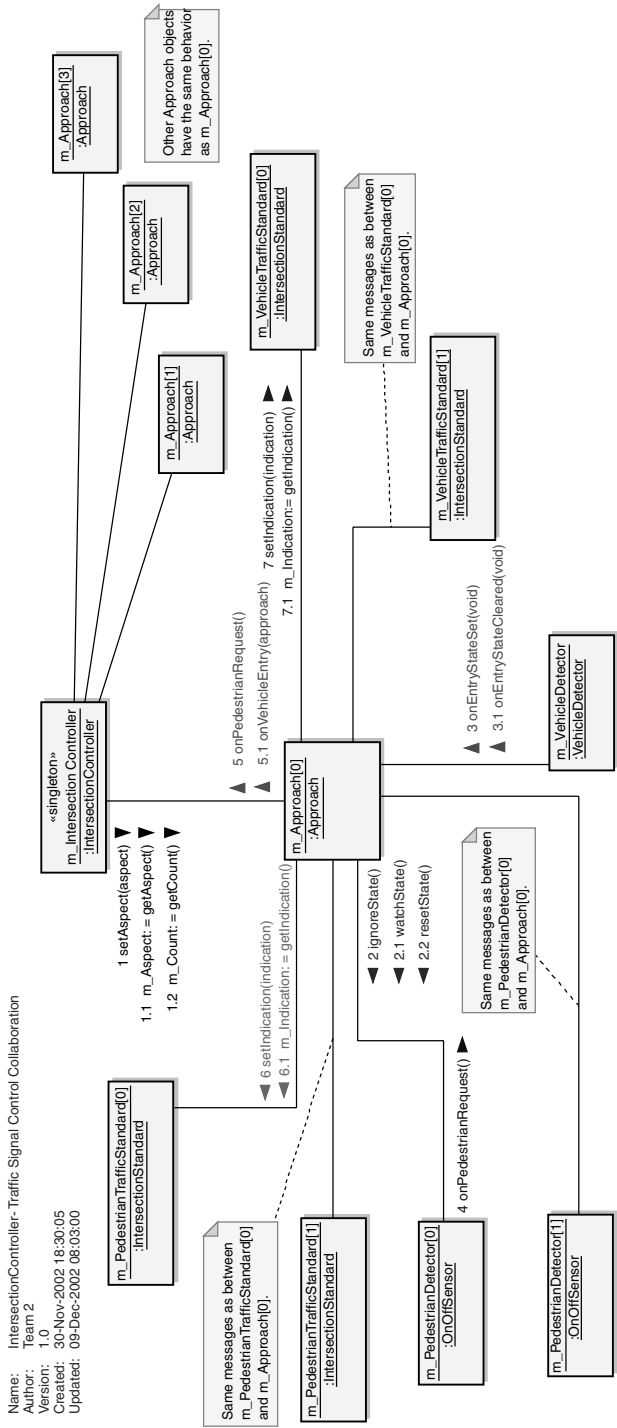 Name: IntersectionController- Traffic Signal Control Collaboration
Author: Team 2
Version: 1.0
Created: 30-Nov-2002 18:30:05
Updated: 09-Dec-2002 08:03:00
«singleton»
m_Intersection Controller
:IntersectionController
m_Approach[3]
:Approach
m_Approach[2]
:Approach
m_Approach[1]
:Approach
Other Approach objects
have the same behavior
as m_Approach[0].
1 setAspect(aspect)
1.1 m_Aspect: = getAspect()
1.2 m_Count: = getCount()
5 onPedestrianRequest()
5.1 onVehicleEntry(approach)
m_PedestrianTrafficStandard[0]
:IntersectionStandard
6 setIndication(indication)
6.1 m_Indication: = getIndication()
m_Approach[0]
:Approach
7 setIndication(indication)
7.1 m_Indication:= getIndication()
m_VehicleTrafficStandard[0]
:IntersectionStandard
Same messages as between
m_PedestrianTrafficStandard[0]
and m_Approach[0].
m_PedestrianTrafficStandard[1]
:IntersectionStandard
2 ignoreState()
2.1 watchState()
2.2 resetState()
Same messages as between
m_VehicleTrafficStandard[0]
and m_Approach[0].
m_VehicleTrafficStandard[1]
:IntersectionStandard
4 onPedestrianRequest()
m_PedestrianDetector[0]
:OnOffSensor
3 onEntryStateSet(void)
3.1 onEntryStateCleared(void)
Same messages as between
m_PedestrianDetector[0]
and m_Approach[0].
m_VehicleDetector
:VehicleDetector
m_PedestrianDetector[1]
:OnOffSensor